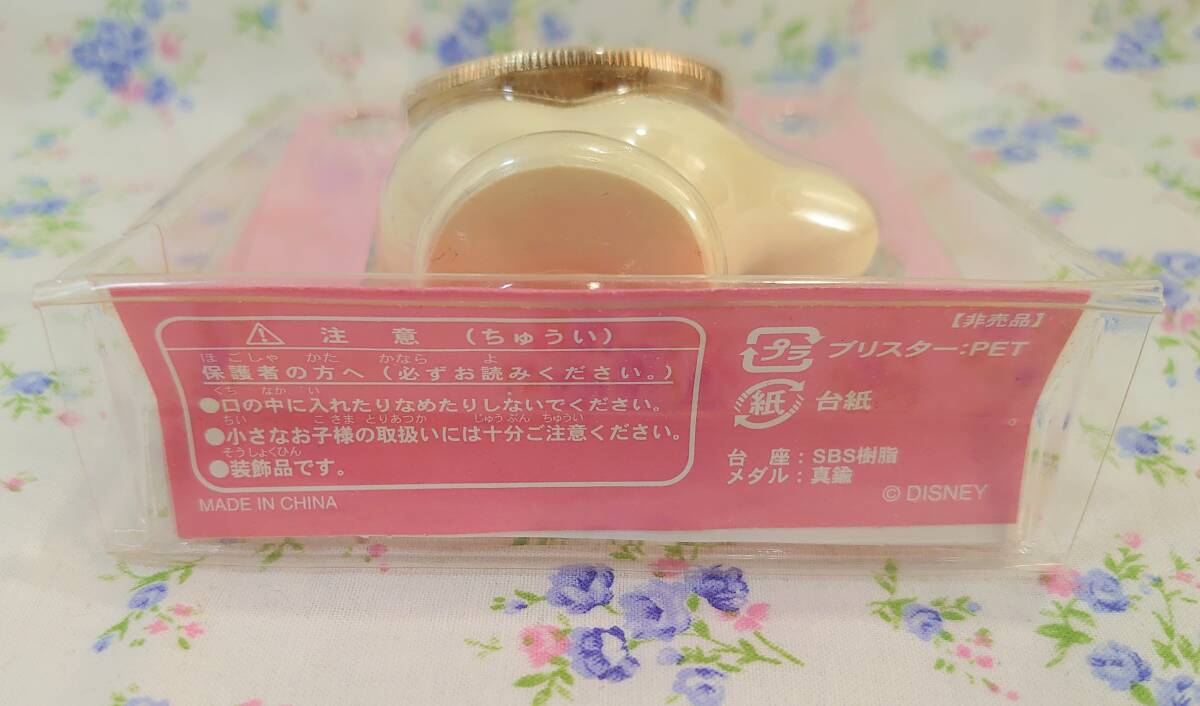 注意(ちゅうい)
ほごしゃ かた かなら よ
保護者の方へ(必ずお読みください。)
くち なか い
●口の中に入れたりなめたりしないでください。
ちい こさま とりあつか じゅうぶん ちゅうい
●小さなお子様の取扱いには十分ご注意ください。
そうしょくひん
●装飾品です。
MADE IN CHINA
【非売品】
プラ ブリスター:PET
紙 台紙
台座:SBS樹脂
メダル:真鍮
© DISNEY